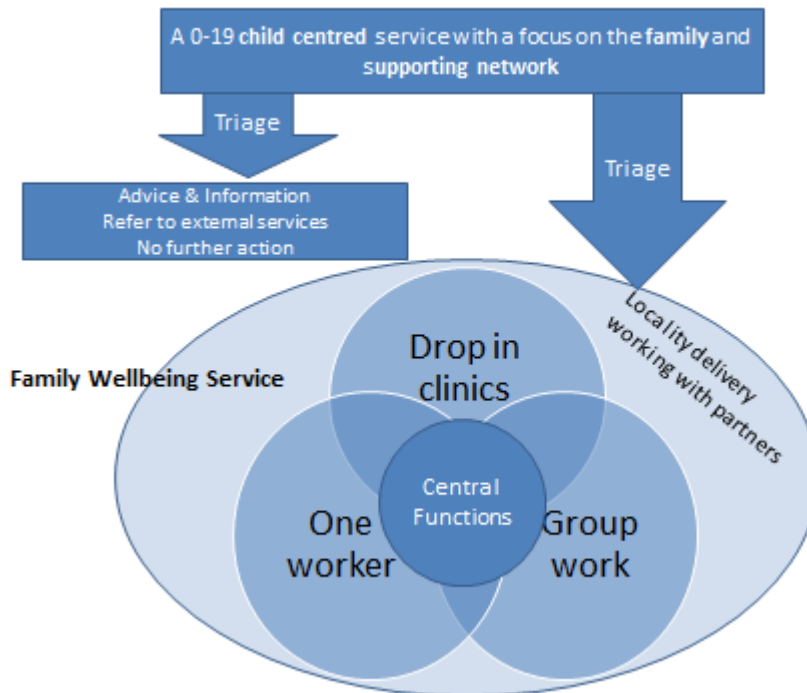 A 0-19 child centred service with a focus on the family and
supporting network
Triage
Triage
Advice & Information
Refer to external services
No further action
Locality delivery
working with partners
Family Wellbeing Service
Drop in
clinics
Central
Functions
One
worker
Group
work